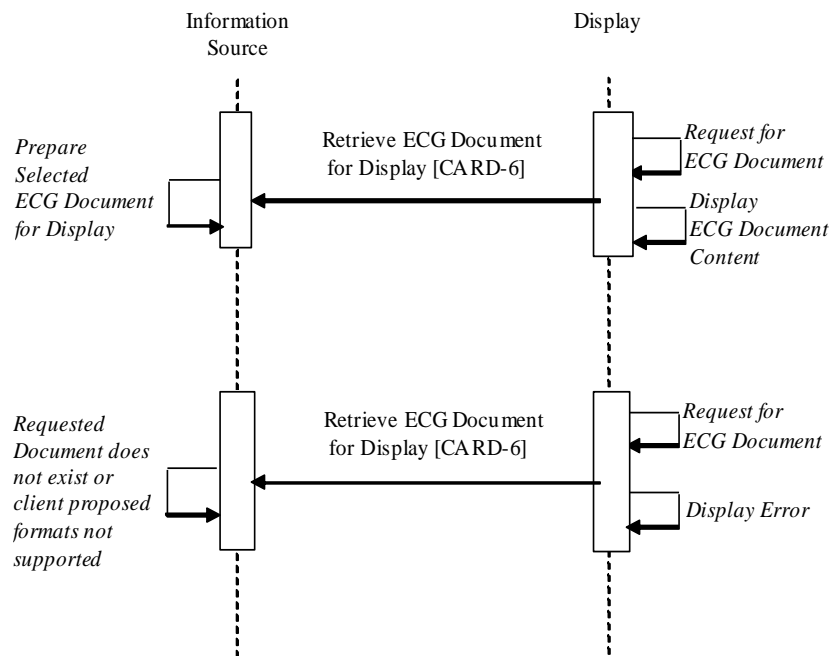 Information
Source
Display
Prepare
Selected
ECG Document
for Display
Retrieve ECG Document
for Display [CARD-6]
Request for
ECG Document
Display
ECG Document
Content
Requested
Document does
not exist or
client proposed
formats not
supported
Retrieve ECG Document
for Display [CARD-6]
Request for
ECG Document
Display Error